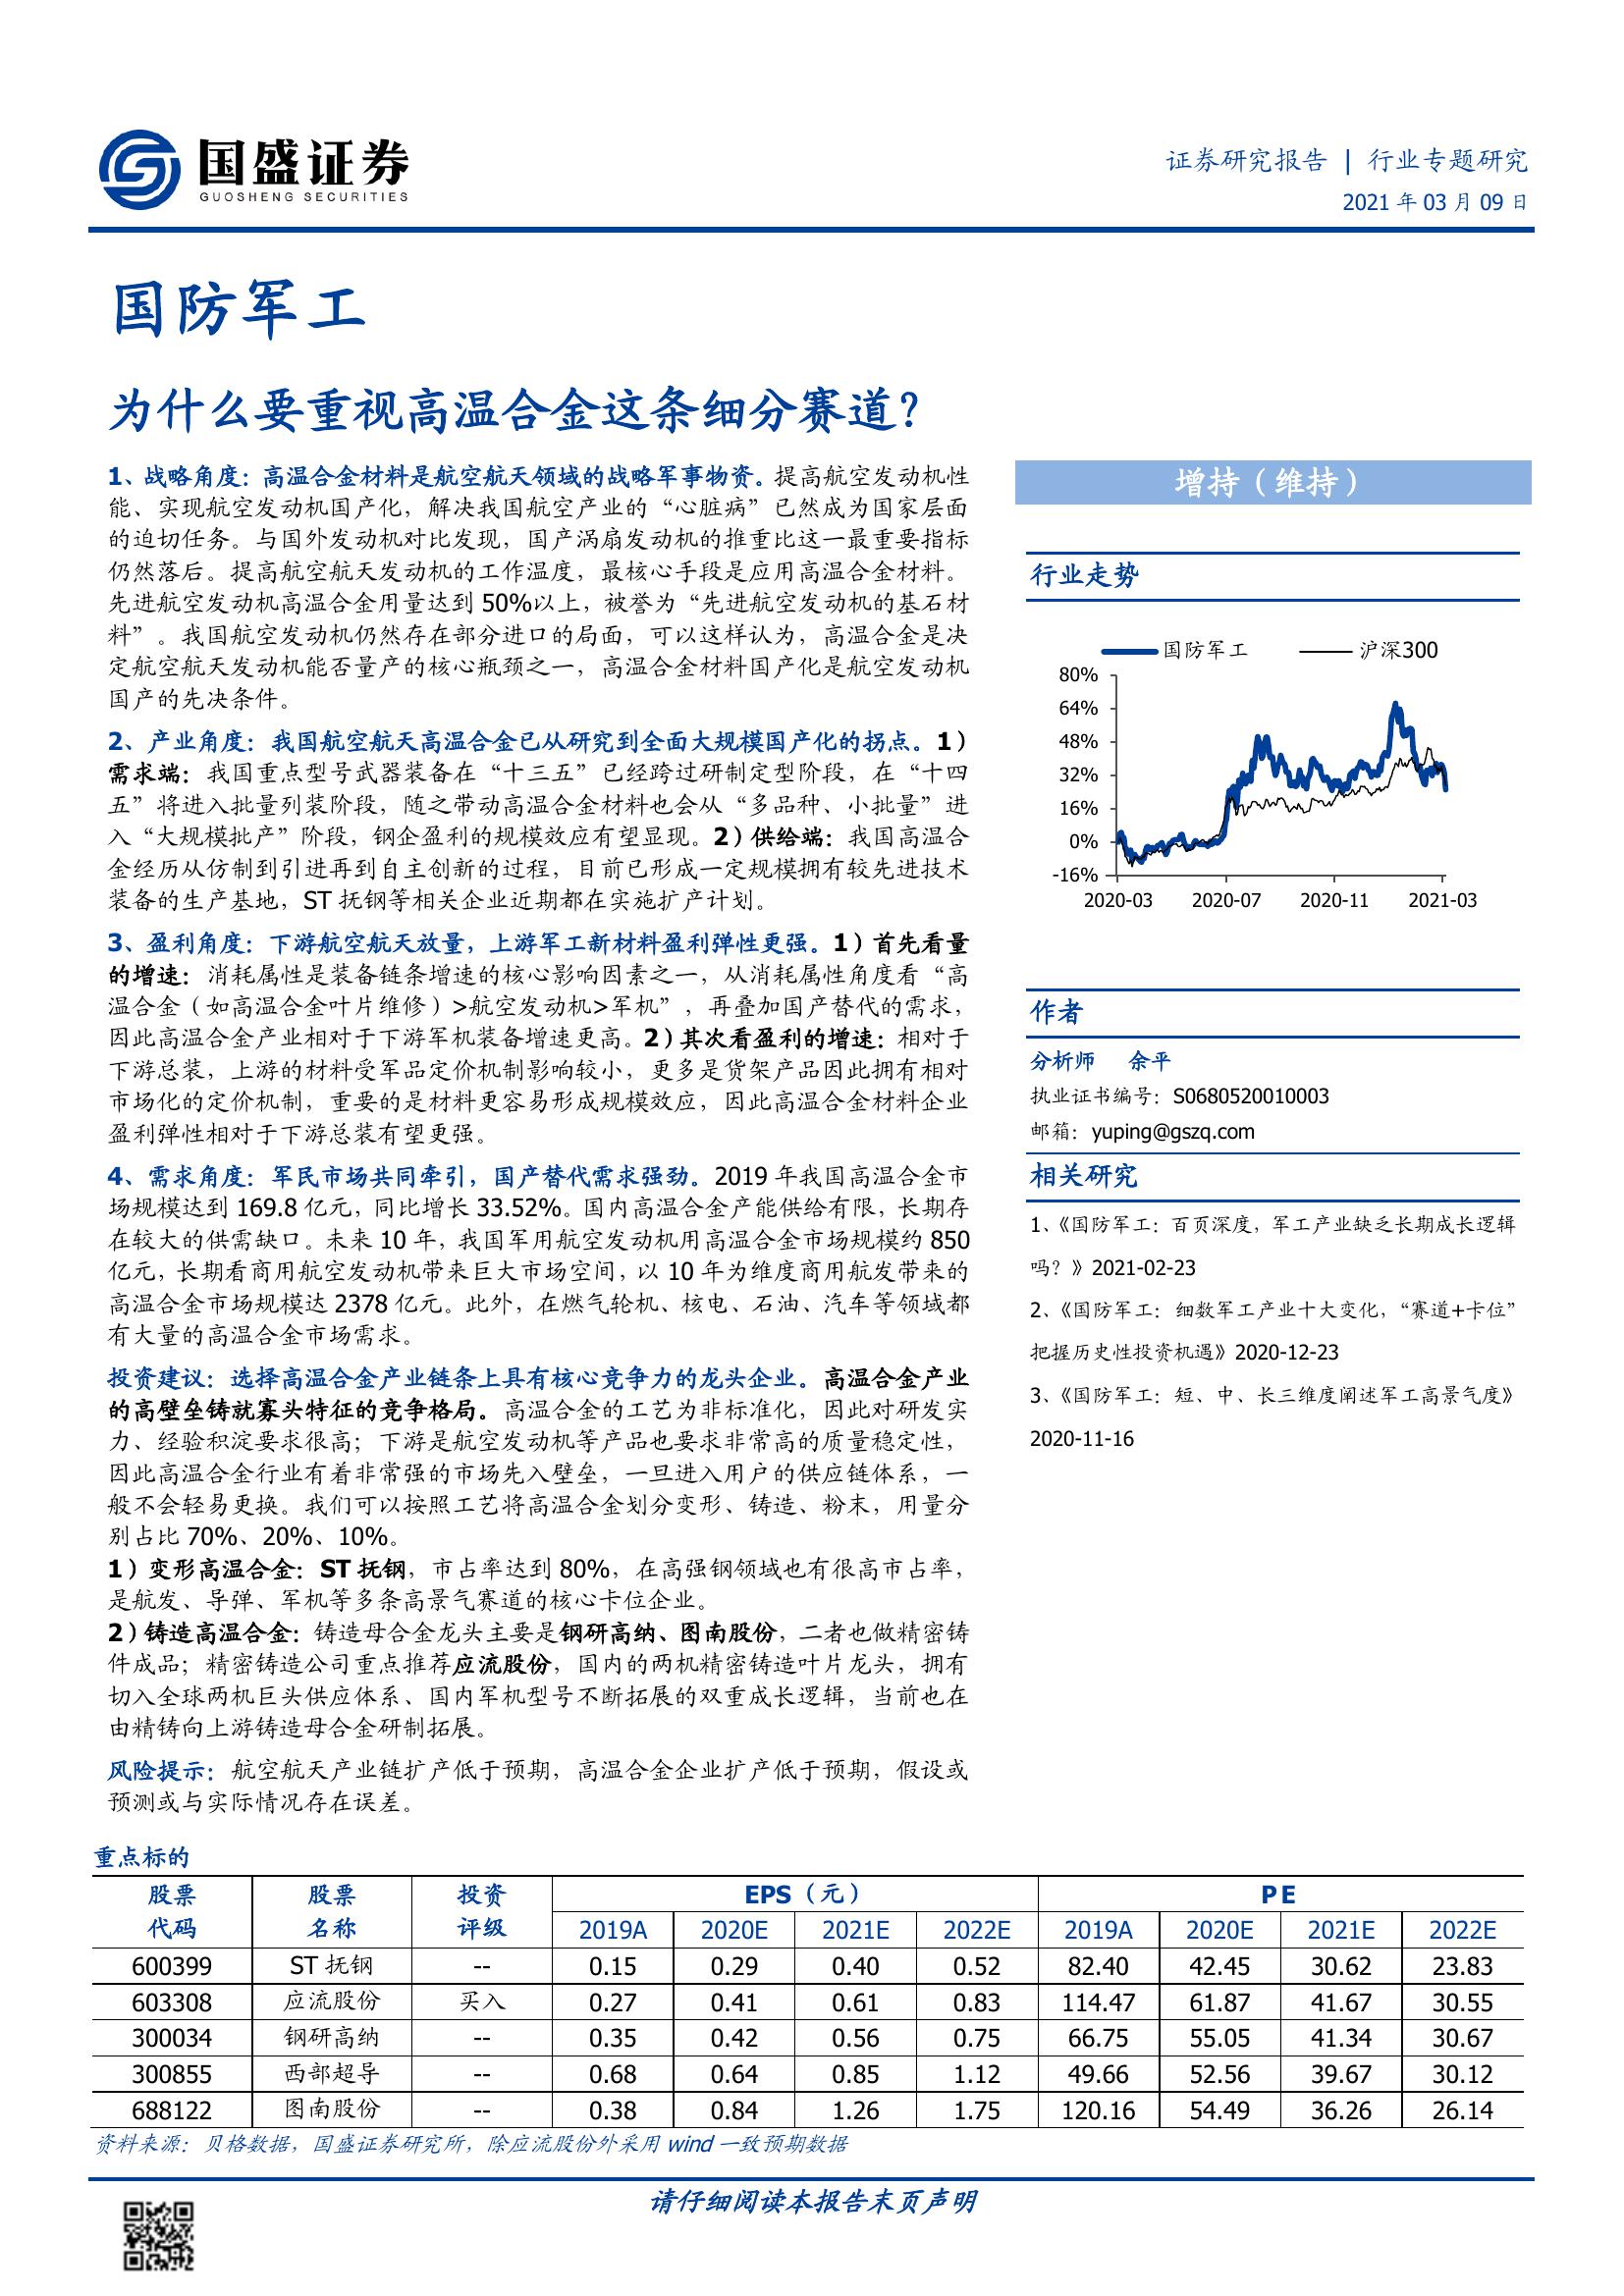 国盛证券
GUOSHENG SECURITIES
证券研究报告 | 行业专题研究
2021 年 03 月 09 日
国防军工
为什么要重视高温合金这条细分赛道？
1、战略角度：高温合金材料是航空航天领域的战略军事物资。提高航空发动机性
能、实现航空发动机国产化，解决我国航空产业的“心脏病”已然成为国家层面
的迫切任务。与国外发动机对比发现，国产涡扇发动机的推重比这一最重要指标
仍然落后。提高航空航天发动机的工作温度，最核心手段是应用高温合金材料。
先进航空发动机高温合金用量达到 50%以上，被誉为“先进航空发动机的基石材
料”。我国航空发动机仍然存在部分进口的局面，可以这样认为，高温合金是决
定航空航天发动机能否量产的核心瓶颈之一，高温合金材料国产化是航空发动机
国产的先决条件。
2、产业角度：我国航空航天高温合金已从研究到全面大规模国产化的拐点。1）
需求端：我国重点型号武器装备在“十三五”已经跨过研制定型阶段，在“十四
五”将进入批量列装阶段，随之带动高温合金材料也会从“多品种、小批量”进
入“大规模批产”阶段，钢企盈利的规模效应有望显现。2）供给端：我国高温合
金经历从仿制到引进再到自主创新的过程，目前已形成一定规模拥有较先进技术
装备的生产基地，ST 抚钢等相关企业近期都在实施扩产计划。
3、盈利角度：下游航空航天放量，上游军工新材料盈利弹性更强。1）首先看量
的增速：消耗属性是装备链条增速的核心影响因素之一，从消耗属性角度看“高
温合金（如高温合金叶片维修）>航空发动机>军机”，再叠加国产替代的需求，
因此高温合金产业相对于下游军机装备增速更高。2）其次看盈利的增速：相对于
下游总装，上游的材料受军品定价机制影响较小，更多是货架产品因此拥有相对
市场化的定价机制，重要的是材料更容易形成规模效应，因此高温合金材料企业
盈利弹性相对于下游总装有望更强。
4、需求角度：军民市场共同牵引，国产替代需求强劲。2019 年我国高温合金市
场规模达到 169.8 亿元，同比增长 33.52%。国内高温合金产能供给有限，长期存
在较大的供需缺口。未来 10 年，我国军用航空发动机用高温合金市场规模约 850
亿元，长期看商用航空发动机带来巨大市场空间，以 10 年为维度商用航发带来的
高温合金市场规模达 2378 亿元。此外，在燃气轮机、核电、石油、汽车等领域都
有大量的高温合金市场需求。
投资建议：选择高温合金产业链条上具有核心竞争力的龙头企业。高温合金产业
的高壁垒铸就寡头特征的竞争格局。高温合金的工艺为非标准化，因此对研发实
力、经验积淀要求很高；下游是航空发动机等产品也要求非常高的质量稳定性，
因此高温合金行业有着非常强的市场先入壁垒，一旦进入用户的供应链体系，一
般不会轻易更换。我们可以按照工艺将高温合金划分变形、铸造、粉末，用量分
别占比 70%、20%、10%。
1）变形高温合金：ST 抚钢，市占率达到 80%，在高强钢领域也有很高市占率，
是航发、导弹、军机等多条高景气赛道的核心卡位企业。
2）铸造高温合金：铸造母合金龙头主要是钢研高纳、图南股份，二者也做精密铸
件成品；精密铸造公司重点推荐应流股份，国内的两机精密铸造叶片龙头，拥有
切入全球两机巨头供应体系、国内军机型号不断拓展的双重成长逻辑，当前也在
由精铸向上游铸造母合金研制拓展。
风险提示：航空航天产业链扩产低于预期，高温合金企业扩产低于预期，假设或
预测或与实际情况存在误差。
增持（维持）
行业走势
国防军工 沪深300
80%
64%
48%
32%
16%
0%
-16%
2020-03 2020-07 2020-11 2021-03
作者
分析师 余平
执业证书编号：S0680520010003
邮箱：yuping@gszq.com
相关研究
1、《国防军工：百页深度，军工产业缺乏长期成长逻辑
吗？》2021-02-23
2、《国防军工：细数军工产业十大变化，“赛道+卡位”
把握历史性投资机遇》2020-12-23
3、《国防军工：短、中、长三维度阐述军工高景气度》
2020-11-16
重点标的
股票 股票 投资 EPS（元） P E
代码 名称 评级 2019A 2020E 2021E 2022E 2019A 2020E 2021E 2022E
600399 ST 抚钢 -- 0.15 0.29 0.40 0.52 82.40 42.45 30.62 23.83
603308 应流股份 买入 0.27 0.41 0.61 0.83 114.47 61.87 41.67 30.55
300034 钢研高纳 -- 0.35 0.42 0.56 0.75 66.75 55.05 41.34 30.67
300855 西部超导 -- 0.68 0.64 0.85 1.12 49.66 52.56 39.67 30.12
688122 图南股份 -- 0.38 0.84 1.26 1.75 120.16 54.49 36.26 26.14
资料来源：贝格数据，国盛证券研究所，除应流股份外采用 wind 一致预期数据
请仔细阅读本报告末页声明